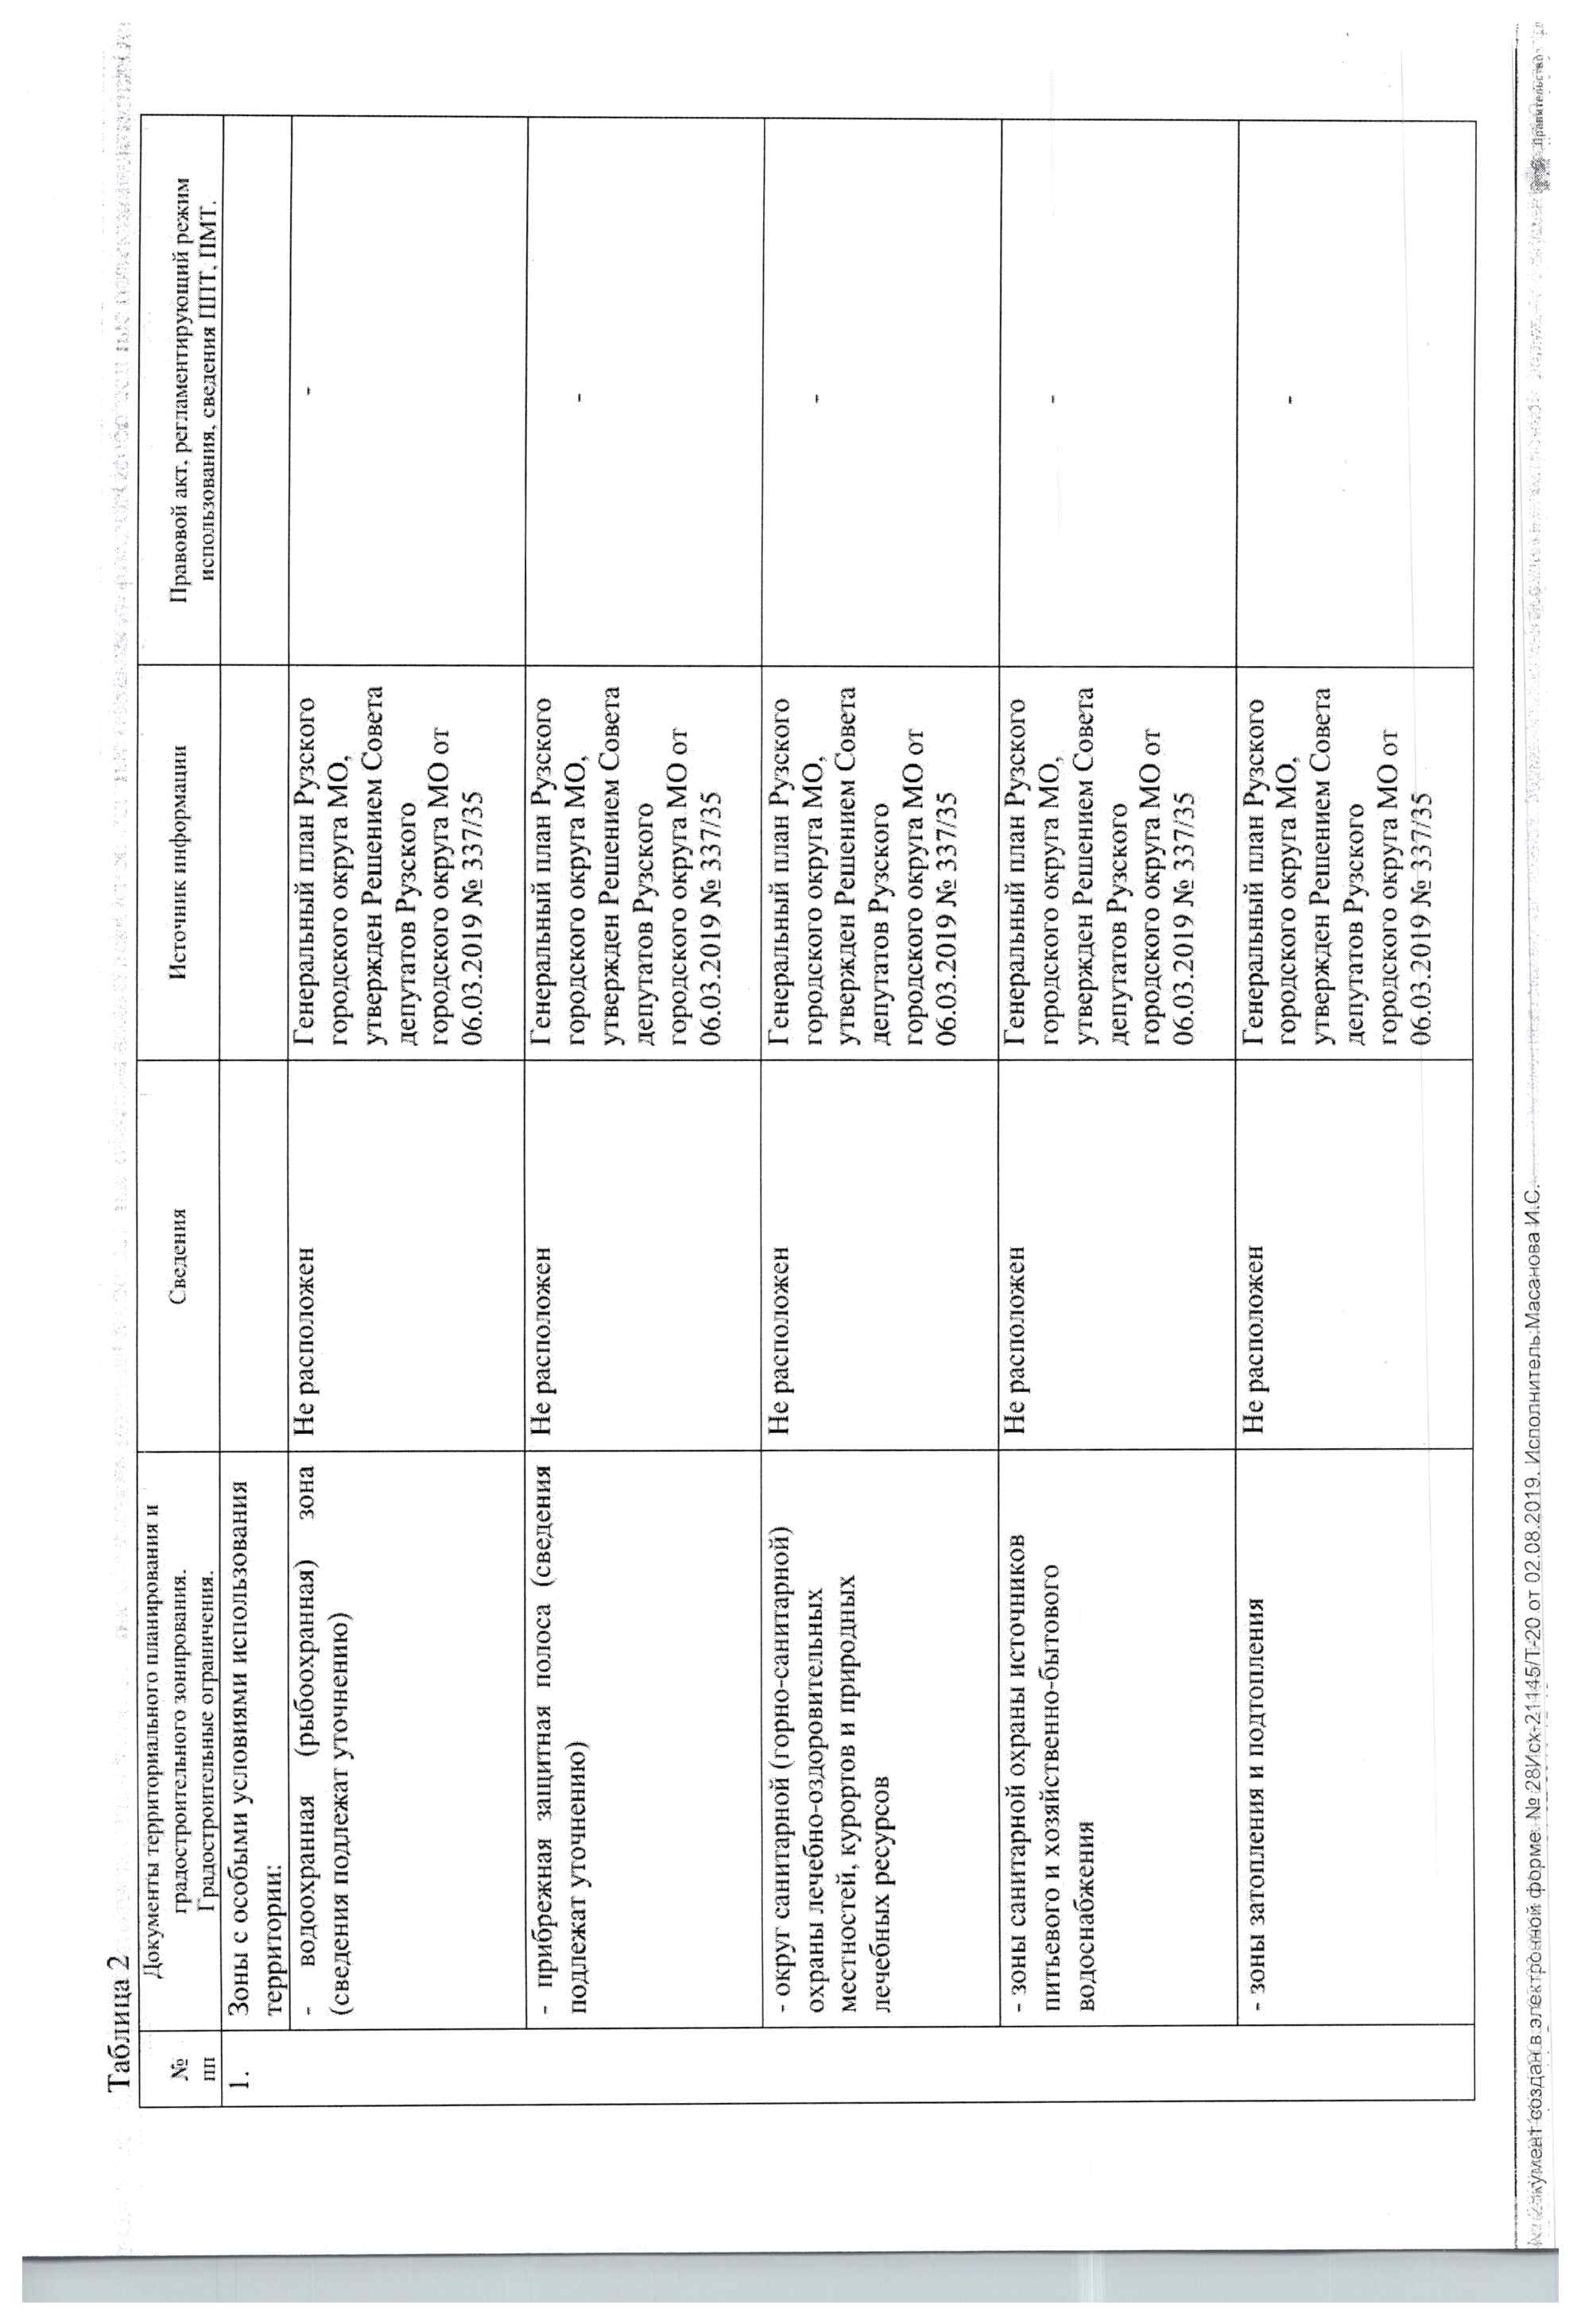 Таблица 2
№
пп
Документы территориального планирования и
градостроительного зонирования.
Градостроительные ограничения.
Сведения
Источник информации
Правовой акт, регламентирующий режим
использования, сведения ППТ, ПМТ.
1.
Зоны с особыми условиями использования
территории:
- водоохранная (рыбоохранная) зона
(сведения подлежат уточнению)
Не расположен
Генеральный план Рузского
городского округа МО,
утвержден Решением Совета
депутатов Рузского
городского округа МО от
06.03.2019 № 337/35
-
- прибрежная защитная полоса (сведения
подлежат уточнению)
Не расположен
Генеральный план Рузского
городского округа МО,
утвержден Решением Совета
депутатов Рузского
городского округа МО от
06.03.2019 № 337/35
-
- округ санитарной (горно-санитарной)
охраны лечебно-оздоровительных
местностей, курортов и природных
лечебных ресурсов
Не расположен
Генеральный план Рузского
городского округа МО,
утвержден Решением Совета
депутатов Рузского
городского округа МО от
06.03.2019 № 337/35
-
- зоны санитарной охраны источников
питьевого и хозяйственно-бытового
водоснабжения
Не расположен
Генеральный план Рузского
городского округа МО,
утвержден Решением Совета
депутатов Рузского
городского округа МО от
06.03.2019 № 337/35
-
- зоны затопления и подтопления
Не расположен
Генеральный план Рузского
городского округа МО,
утвержден Решением Совета
депутатов Рузского
городского округа МО от
06.03.2019 № 337/35
-
Документ создан в электронной форме. № 28Исх-21145/Т-20 от 02.08.2019. Исполнитель:Масанова И.С.
Правительство